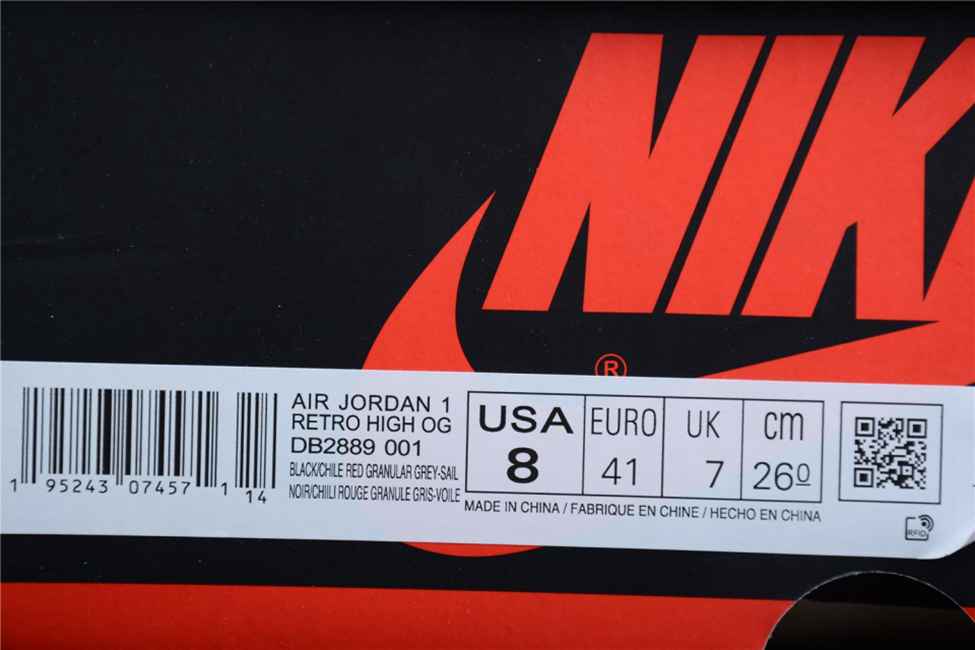 NIK
®
AIR JORDAN 1
RETRO HIGH OG
DB2889 001
BLACK/CHILE RED GRANULAR GREY-SAIL
NOIR/CHIILI ROUGE GRANULE GRIS-VOILE
USA EURO UK cm
8 41 7 260
MADE IN CHINA / FABRIQUE EN CHINE / HECHO EN CHINA
1 95243 07457 1 14
RFID